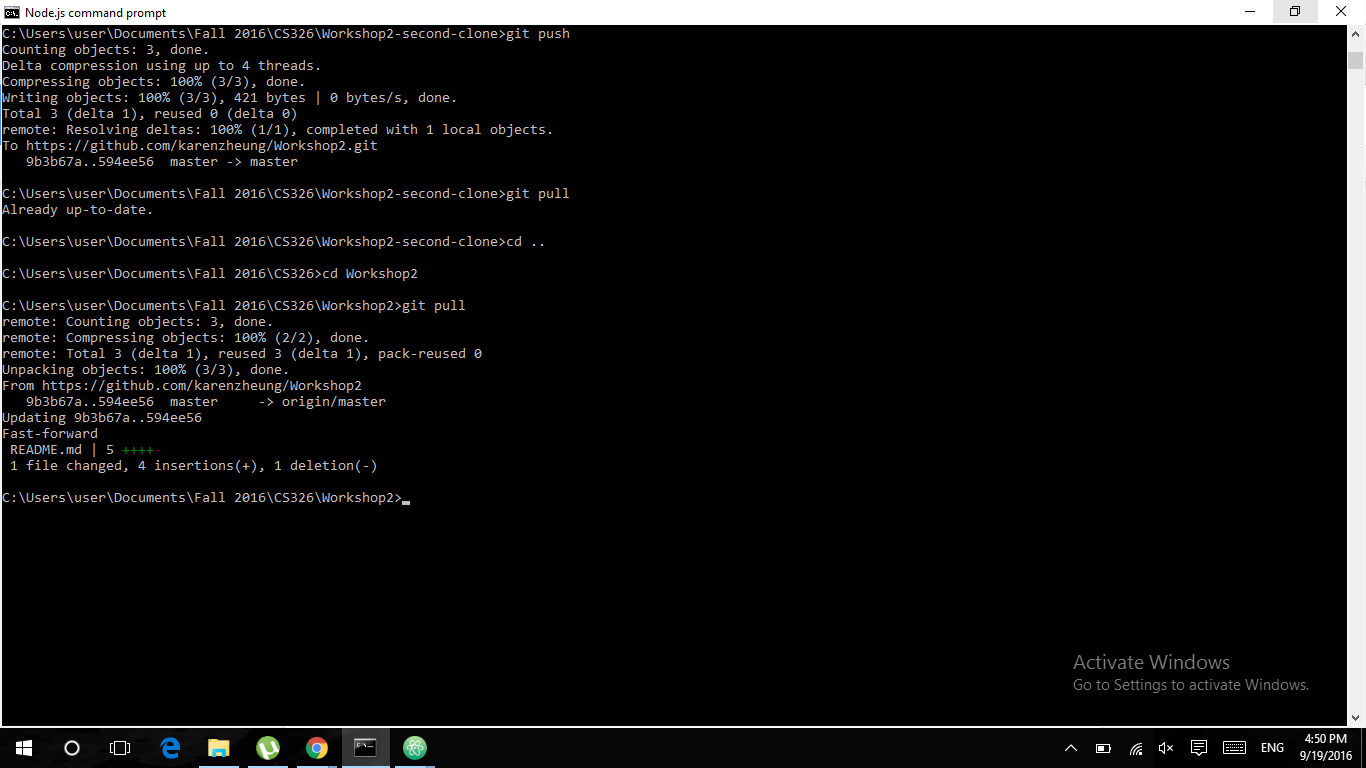 Node.js command prompt
C:\Users\user\Documents\Fall 2016\CS326\Workshop2-second-clone>git push
Counting objects: 3, done.
Delta compression using up to 4 threads.
Compressing objects: 100% (3/3), done.
Writing objects: 100% (3/3), 421 bytes | 0 bytes/s, done.
Total 3 (delta 1), reused 0 (delta 0)
remote: Resolving deltas: 100% (1/1), completed with 1 local objects.
To https://github.com/karenzheung/Workshop2.git
   9b3b67a..594ee56  master -> master
C:\Users\user\Documents\Fall 2016\CS326\Workshop2-second-clone>git pull
Already up-to-date.
C:\Users\user\Documents\Fall 2016\CS326\Workshop2-second-clone>cd ..
C:\Users\user\Documents\Fall 2016\CS326>cd Workshop2
C:\Users\user\Documents\Fall 2016\CS326\Workshop2>git pull
remote: Counting objects: 3, done.
remote: Compressing objects: 100% (2/2), done.
remote: Total 3 (delta 1), reused 3 (delta 1), pack-reused 0
Unpacking objects: 100% (3/3), done.
From https://github.com/karenzheung/Workshop2
   9b3b67a..594ee56  master     -> origin/master
Updating 9b3b67a..594ee56
Fast-forward
 README.md | 5 ++++-
 1 file changed, 4 insertions(+), 1 deletion(-)
C:\Users\user\Documents\Fall 2016\CS326\Workshop2>_
Activate Windows
Go to Settings to activate Windows.
ENG
4:50 PM
9/19/2016